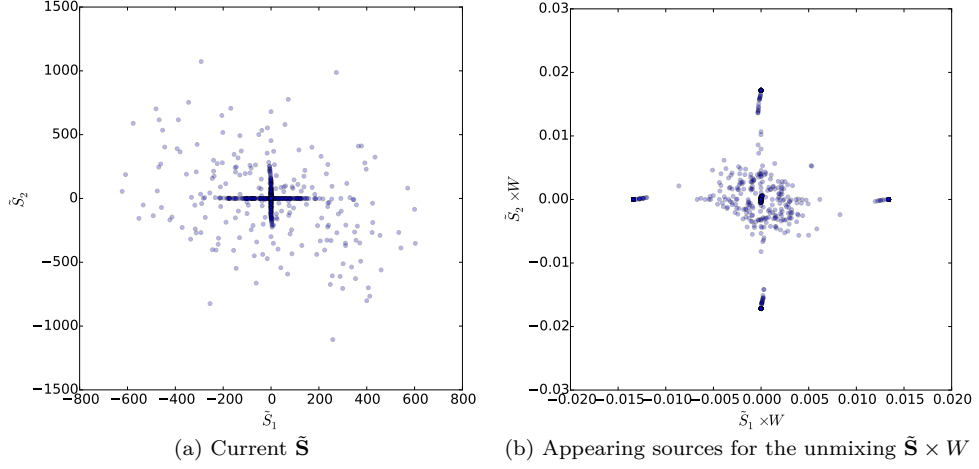 1500
1000
500
0
−500
−1000
−1500
−800 −600 −400 −200 0 200 400 600 800
S̃₂
S̃₁
(a) Current S̃
0.03
0.02
0.01
0.00
−0.01
−0.02
−0.03
−0.020 −0.015 −0.010 −0.005 0.000 0.005 0.010 0.015 0.020
S̃₂ ×W
S̃₁ ×W
(b) Appearing sources for the unmixing S̃ × W